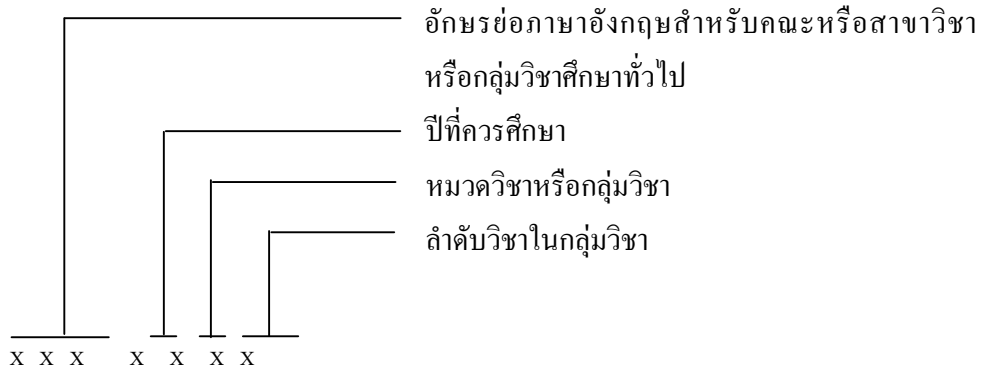 อักษรย่อภาษาอังกฤษสำหรับคณะหรือสาขาวิชา
หรือกลุ่มวิชาศึกษาทั่วไป
ปีที่ควรศึกษา
หมวดวิชาหรือกลุ่มวิชา
ลำดับวิชาในกลุ่มวิชา
x x x x x x x